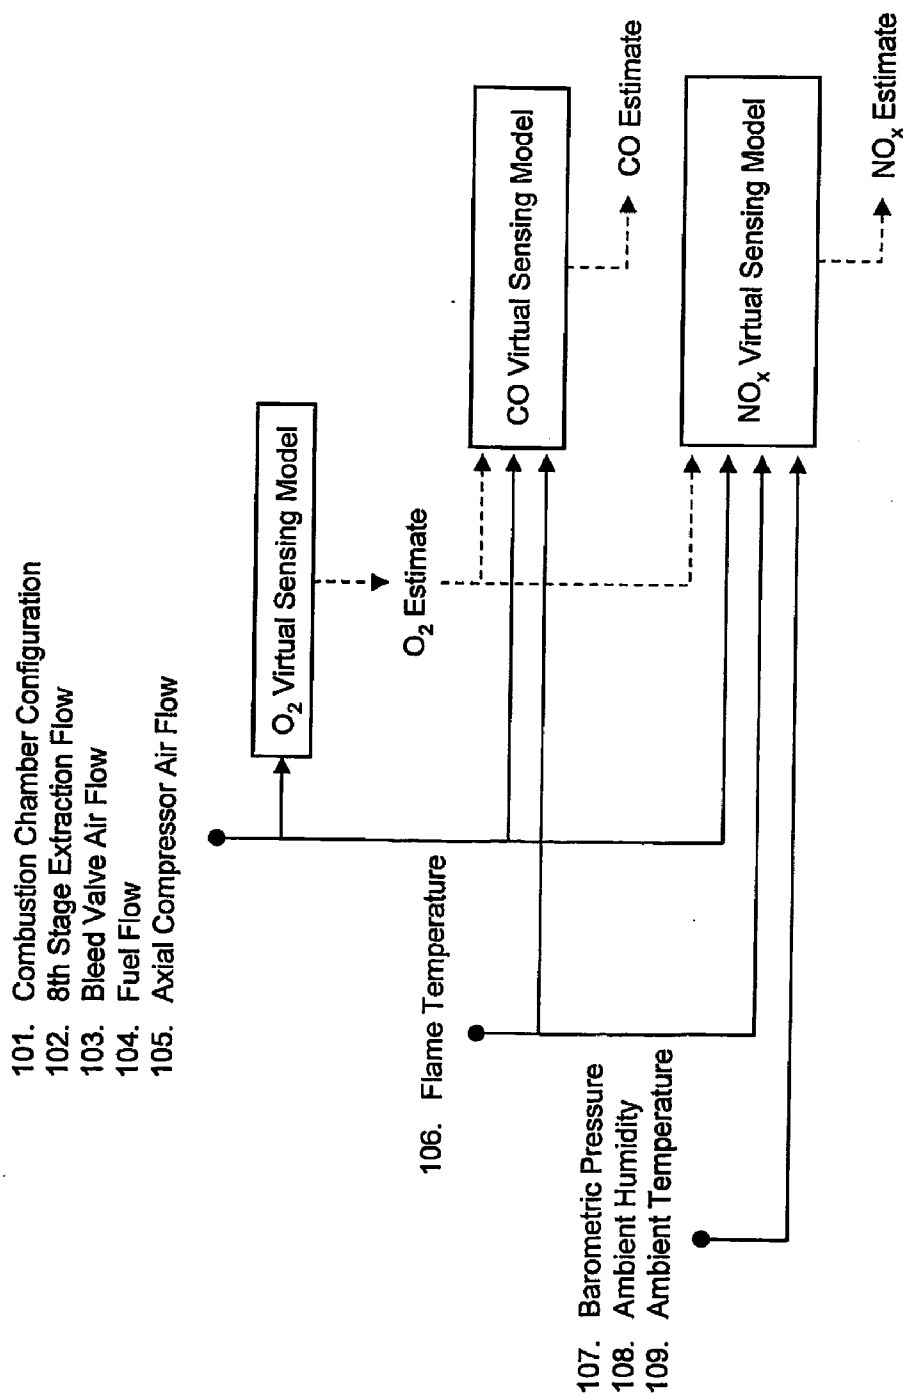 101. Combustion Chamber Configuration
102. 8th Stage Extraction Flow
103. Bleed Valve Air Flow
104. Fuel Flow
105. Axial Compressor Air Flow
O₂ Virtual Sensing Model
O₂ Estimate
106. Flame Temperature
CO Virtual Sensing Model
CO Estimate
107. Barometric Pressure
108. Ambient Humidity
109. Ambient Temperature
NOₓ Virtual Sensing Model
NOₓ Estimate